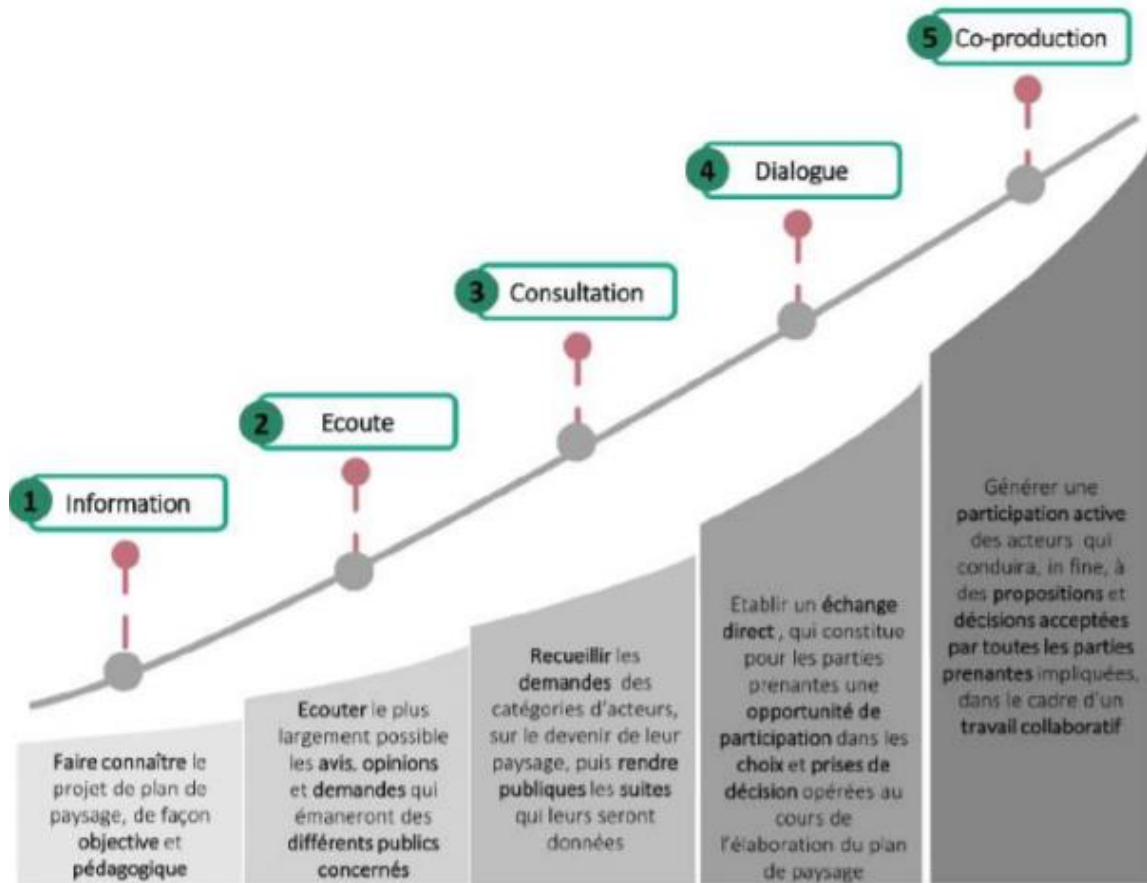 1 Information
Faire connaître le
projet de plan de
paysage, de façon
objective et
pédagogique
2 Ecoute
Ecouter le plus
largement possible
les avis, opinions
et demandes qui
émaneront des
différents publics
concernés
3 Consultation
Recueillir les
demandes des
catégories d'acteurs,
sur le devenir de leur
paysage, puis rendre
publiques les suites
qui leurs seront
données
4 Dialogue
Etablir un échange
direct , qui constitue
pour les parties
prenantes une
opportunité de
participation dans les
choix et prises de
décision opérées au
cours de
l'élaboration du plan
de paysage
5 Co-production
Générer une
participation active
des acteurs qui
conduira, in fine, à
des propositions et
décisions acceptées
par toutes les parties
prenantes impliquées,
dans le cadre d'un
travail collaboratif